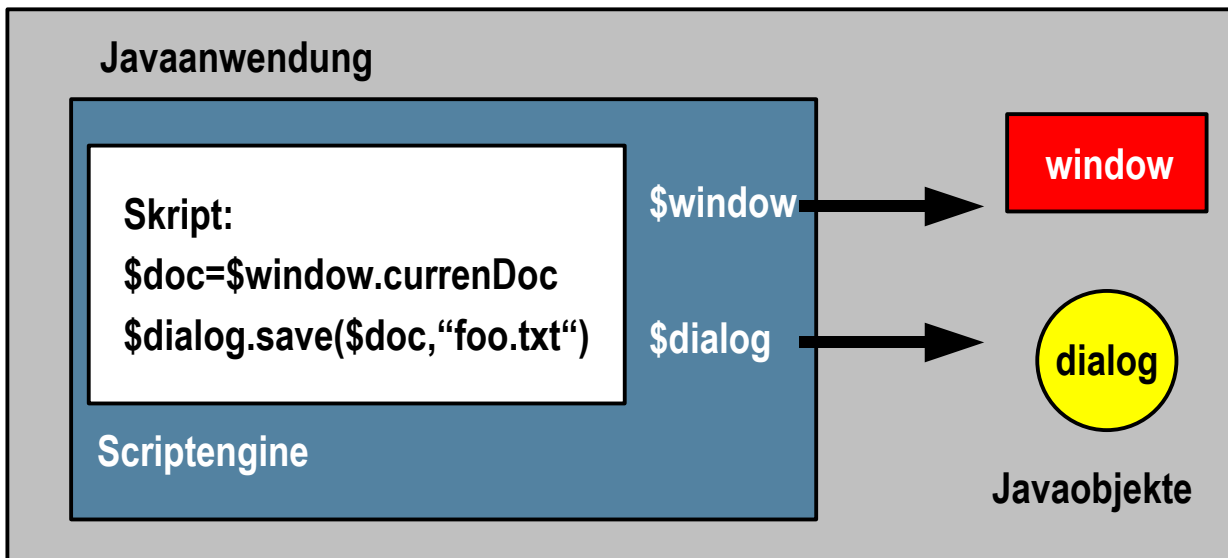 Javaanwendung
Skript:
$doc=$window.currenDoc
$dialog.save($doc,“foo.txt“)
$window
$dialog
Scriptengine
window
dialog
Javaobjekte